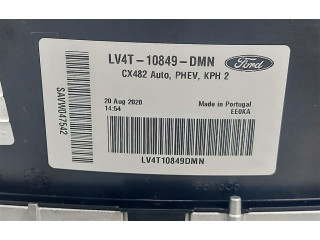 LV4T-10849-DMN
Ford
CX482 Auto, PHEV, KPH 2
SAVW047542
20 Aug 2020
14:54
Made in Portugal
EE0KA
LV4T10849DMN